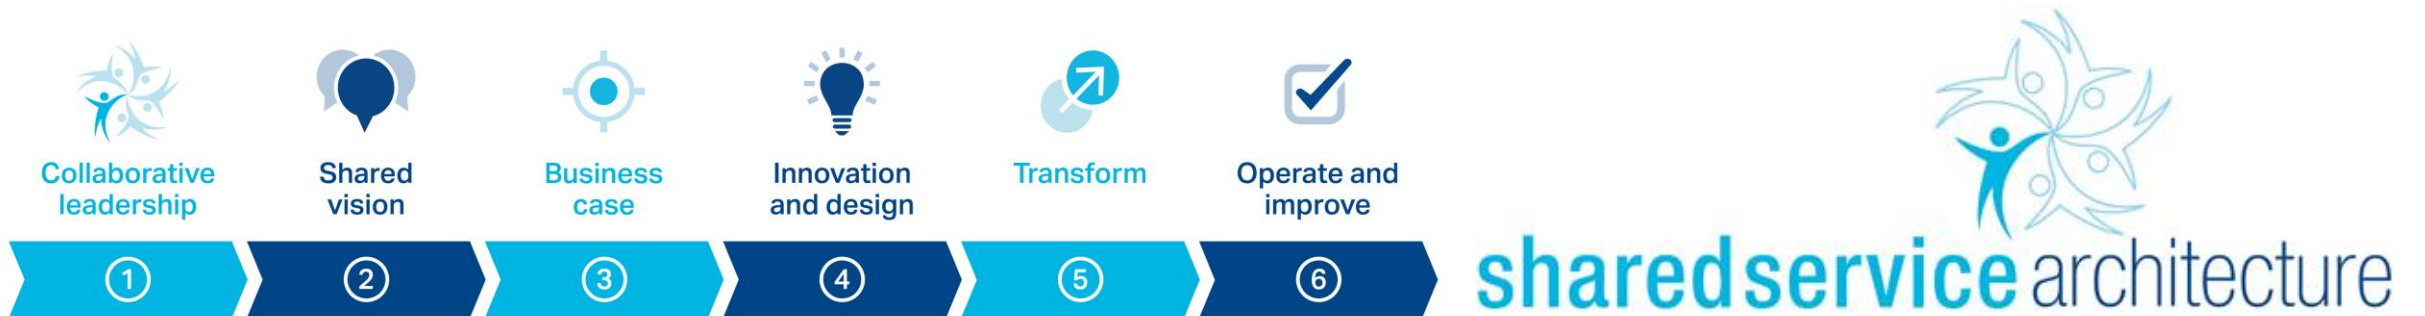 Collaborative
leadership
Shared
vision
Business
case
Innovation
and design
Transform
Operate and
improve
1
2
3
4
5
6
sharedservicearchitecture